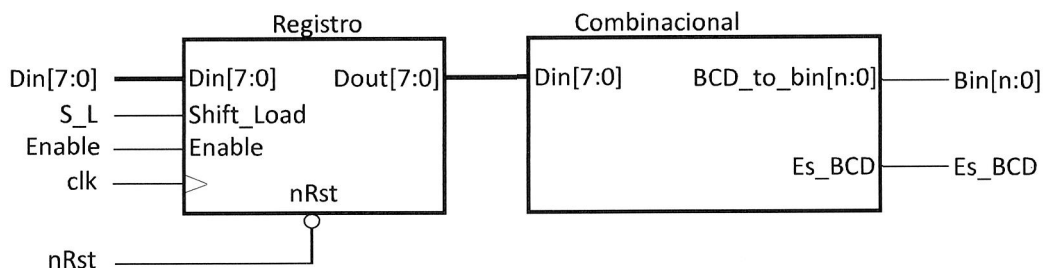 Registro
Combinacional
Din[7:0]
Din[7:0]
Dout[7:0]
Din[7:0]
BCD_to_bin[n:0]
Bin[n:0]
S_L
Shift_Load
Enable
Enable
clk
nRst
Es_BCD
Es_BCD
nRst